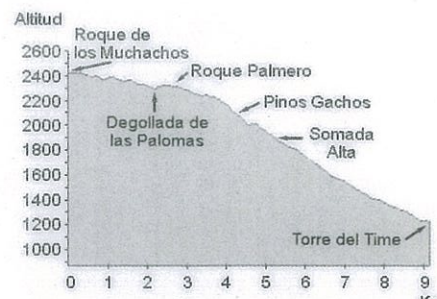 Altitud
2600
Roque de
los Muchachos
2400
Roque Palmero
2200
Pinos Gachos
2000
Degollada de
las Palomas
Somada
Alta
1800
1600
1400
1200
Torre del Time
1000
0 1 2 3 4 5 6 7 8 9